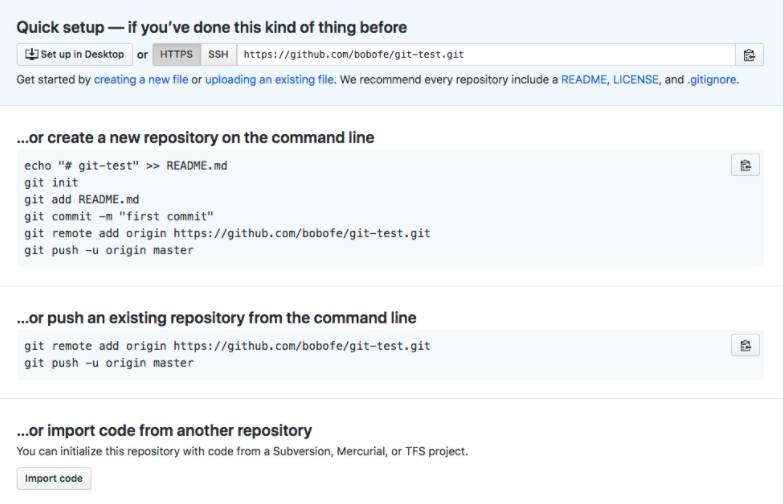 Quick setup — if you’ve done this kind of thing before
Set up in Desktop or HTTPS SSH https://github.com/bobofe/git-test.git
Get started by creating a new file or uploading an existing file. We recommend every repository include a README, LICENSE, and .gitignore.
...or create a new repository on the command line
echo "# git-test" >> README.md
git init
git add README.md
git commit -m "first commit"
git remote add origin https://github.com/bobofe/git-test.git
git push -u origin master
...or push an existing repository from the command line
git remote add origin https://github.com/bobofe/git-test.git
git push -u origin master
...or import code from another repository
You can initialize this repository with code from a Subversion, Mercurial, or TFS project.
Import code